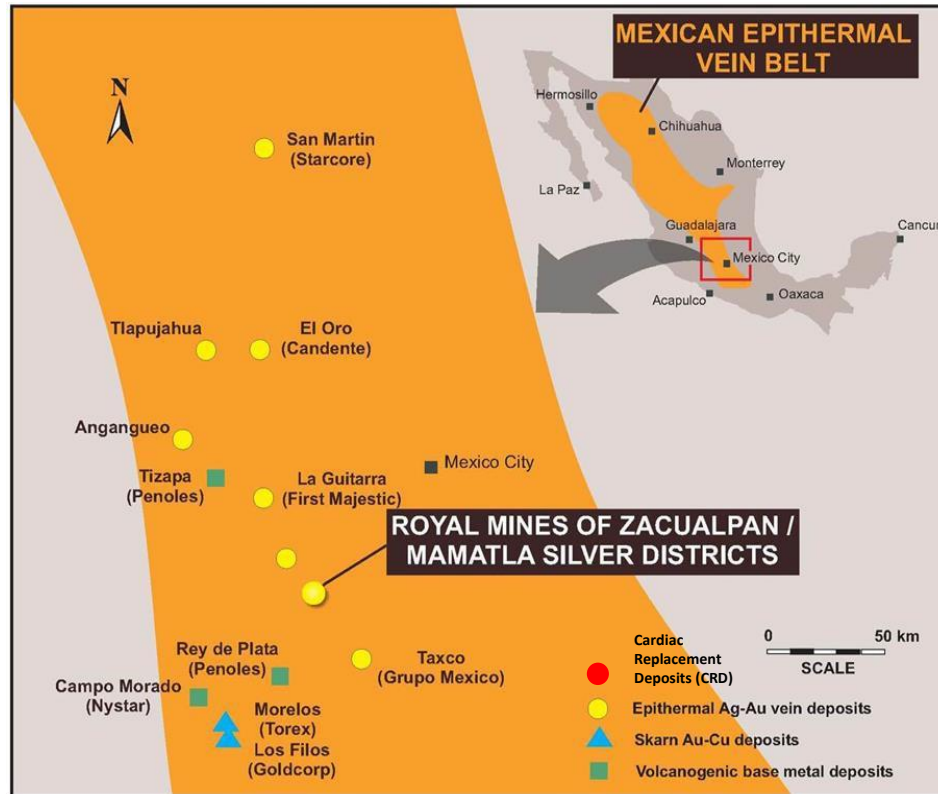 MEXICAN EPITHERMAL
VEIN BELT
N
Hermosillo
Chihuahua
Monterrey
La Paz
Guadalajara
Cancun
Mexico City
Acapulco
Oaxaca
San Martin
(Starcore)
Tlapujahua
El Oro
(Candente)
Angangueo
Tizapa
(Penoles)
La Guitarra
(First Majestic)
Mexico City
ROYAL MINES OF ZACUALPAN /
MAMATLA SILVER DISTRICTS
Rey de Plata
(Penoles)
Taxco
(Grupo Mexico)
Campo Morado
(Nystar)
Morelos
(Torex)
Los Filos
(Goldcorp)
0 50 km
SCALE
Cardiac
Replacement
Deposits (CRD)
Epithermal Ag-Au vein deposits
Skarn Au-Cu deposits
Volcanogenic base metal deposits